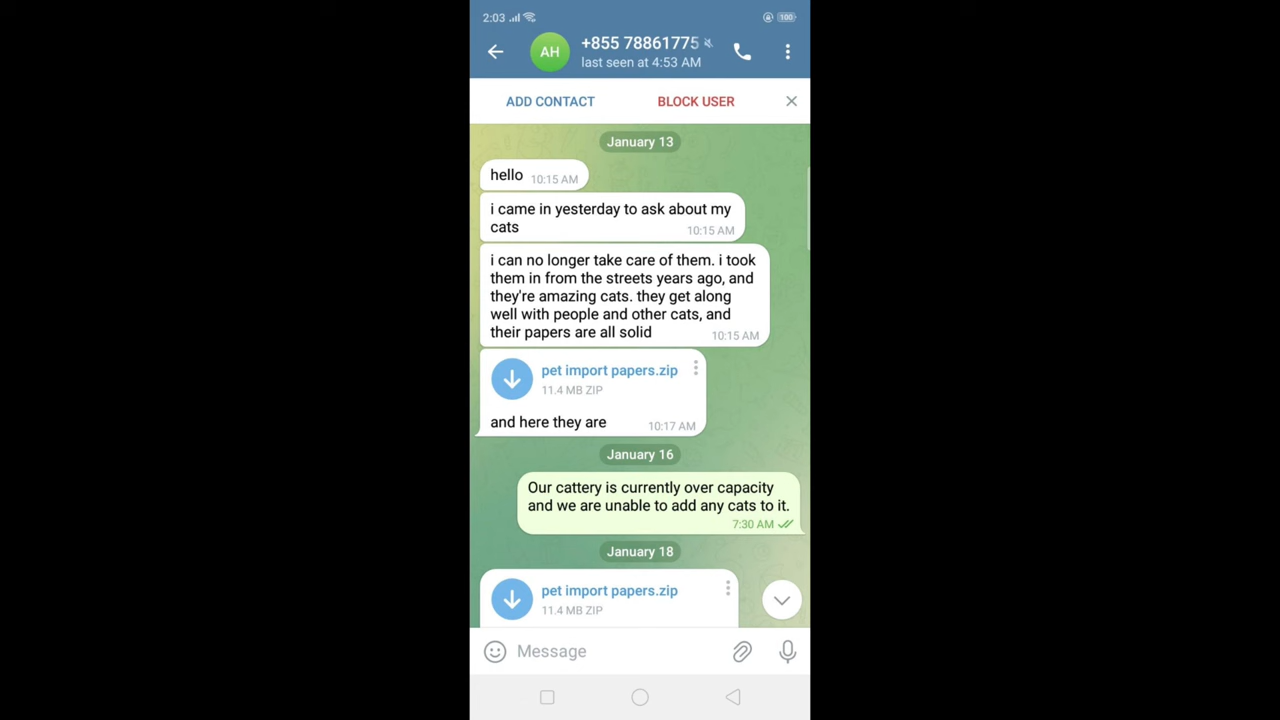 2:03
100
AH
+855 78861775
last seen at 4:53 AM
ADD CONTACT
BLOCK USER
January 13
hello
10:15 AM
i came in yesterday to ask about my
cats
10:15 AM
i can no longer take care of them. i took
them in from the streets years ago, and
they're amazing cats. they get along
well with people and other cats, and
their papers are all solid
10:15 AM
pet import papers.zip
11.4 MB ZIP
and here they are
10:17 AM
January 16
Our cattery is currently over capacity
and we are unable to add any cats to it.
7:30 AM
January 18
pet import papers.zip
11.4 MB ZIP
Message